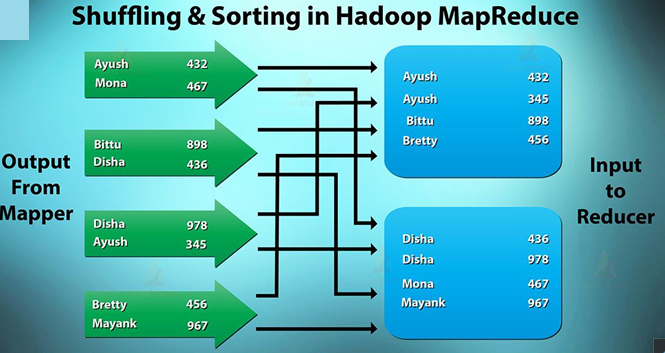 Shuffling & Sorting in Hadoop MapReduce
Output
From
Mapper
Ayush 432
Mona 467
Bittu 898
Disha 436
Disha 978
Ayush 345
Bretty 456
Mayank 967
Ayush 432
Ayush 345
Bittu 898
Bretty 456
Disha 436
Disha 978
Mona 467
Mayank 967
Input
to
Reducer